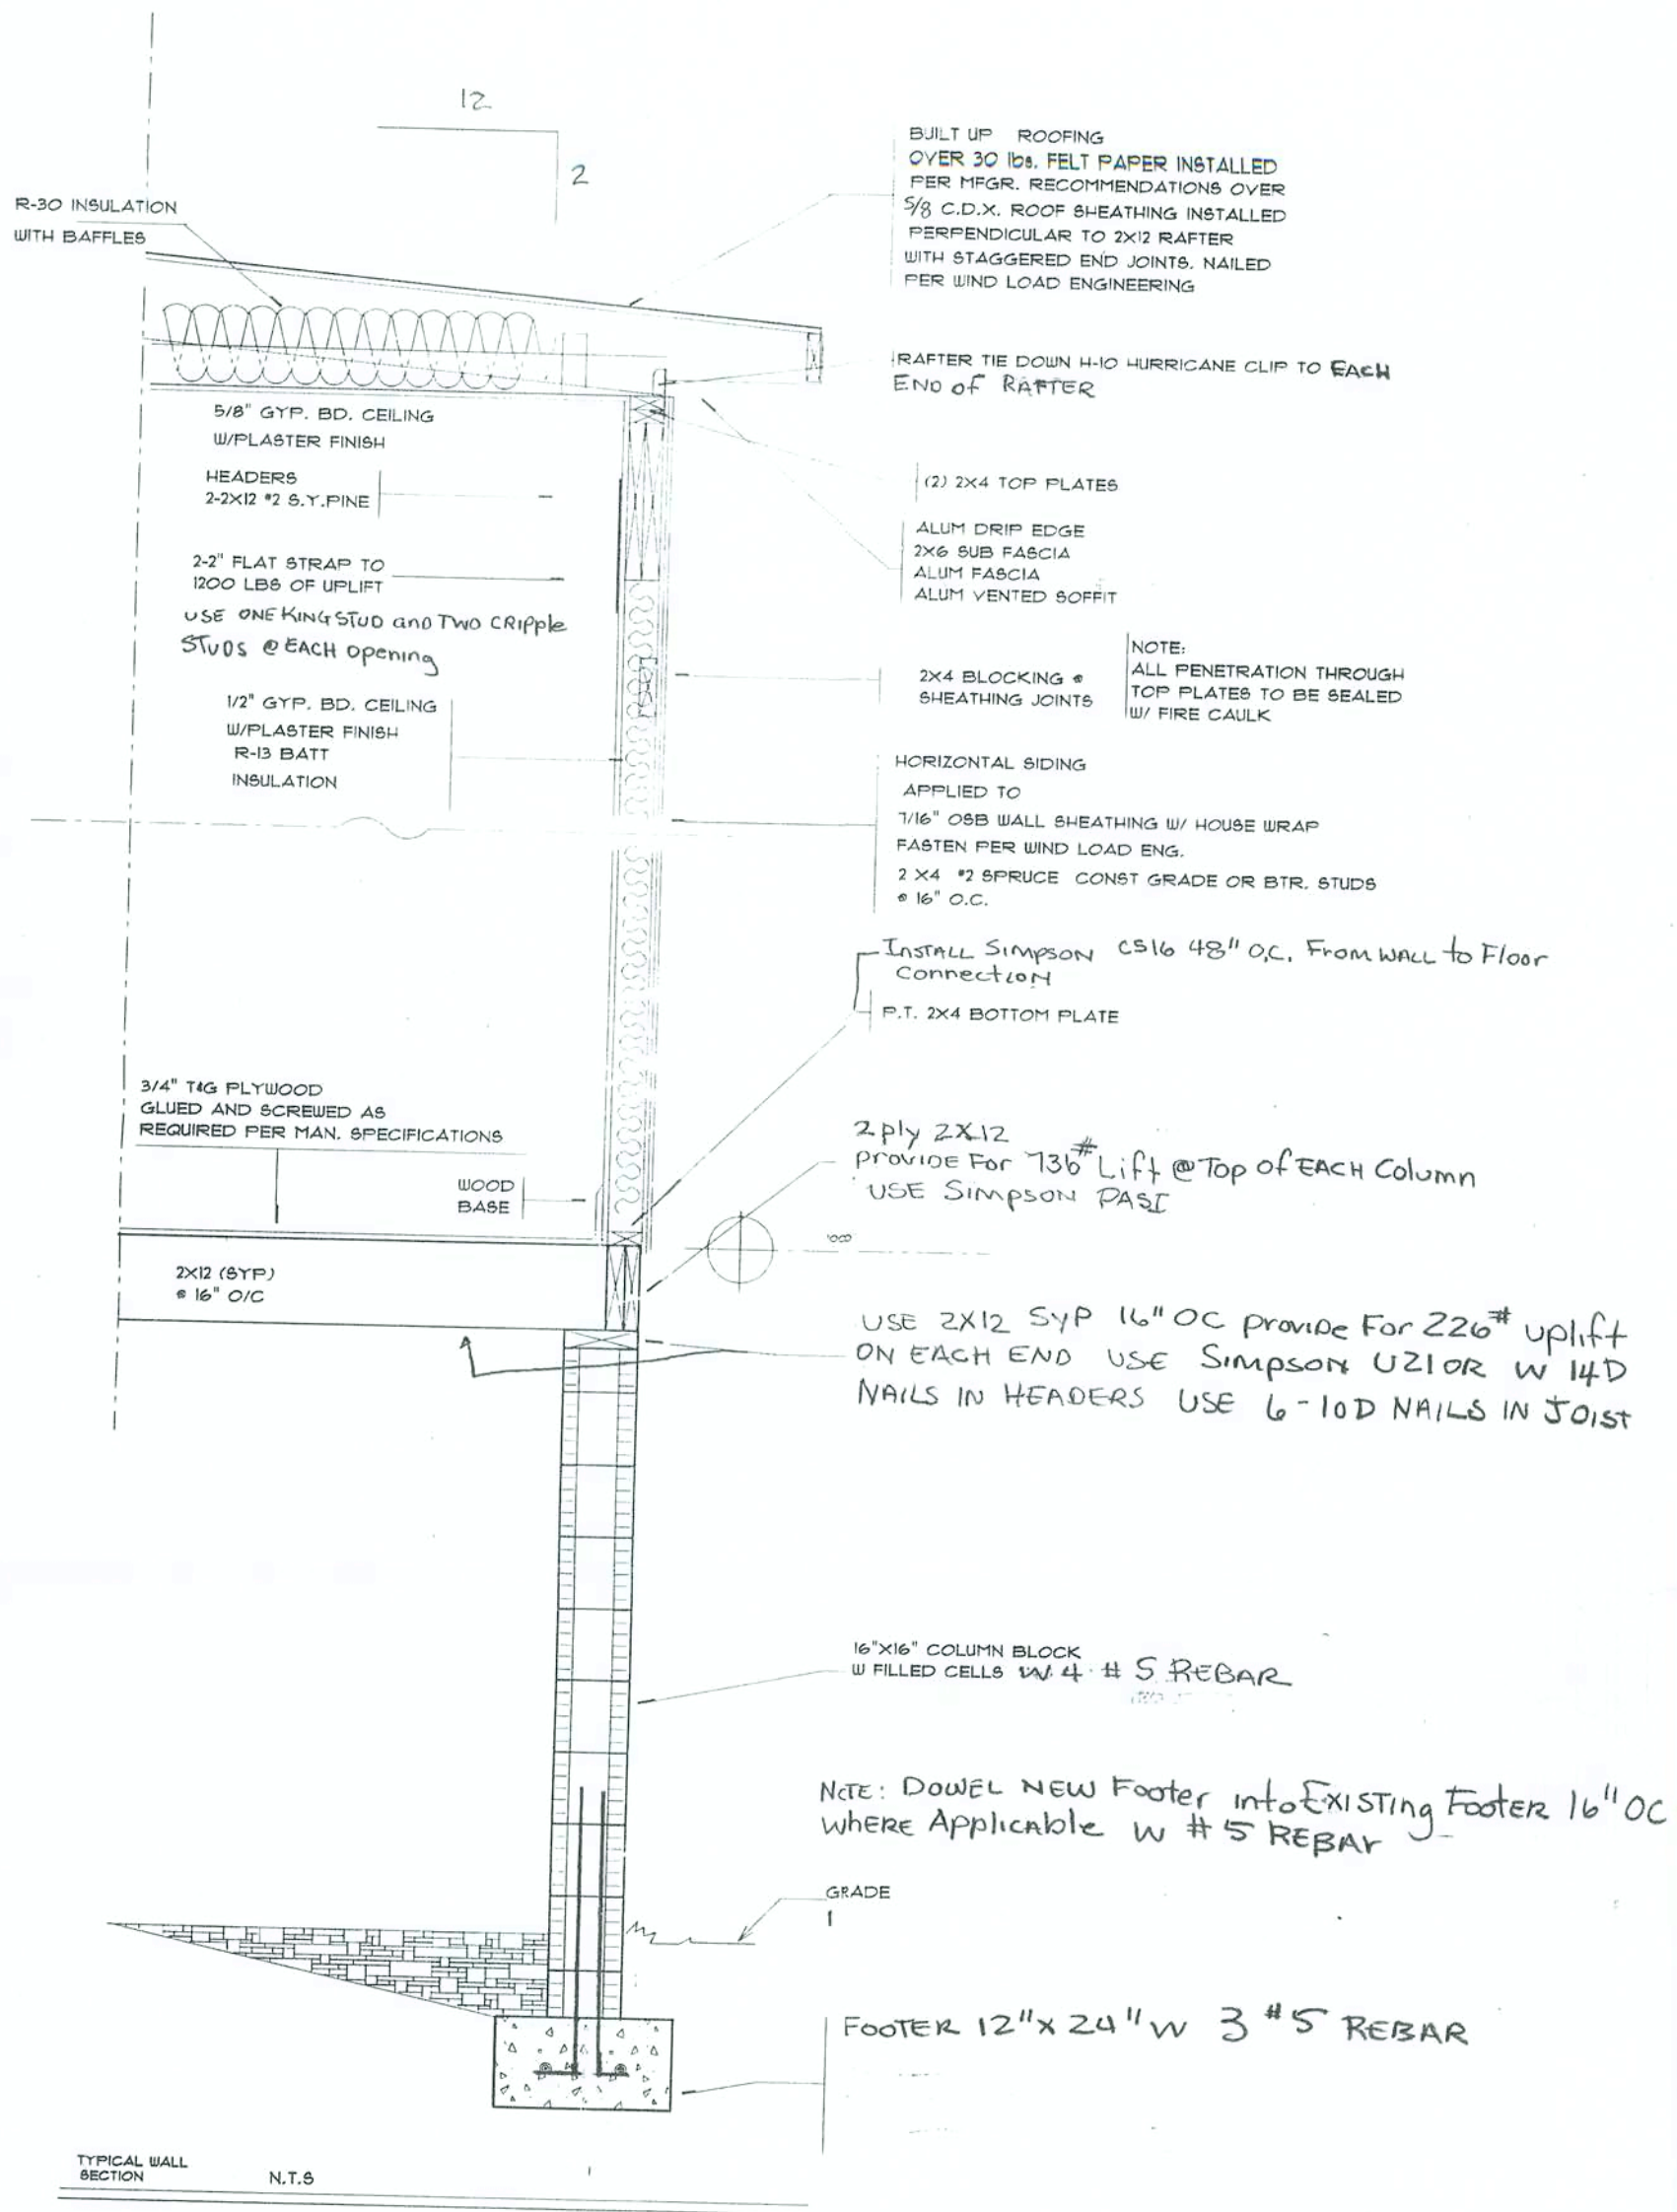 12
2
R-30 INSULATION
WITH BAFFLES
BUILT UP ROOFING
OVER 30 lbs. FELT PAPER INSTALLED
PER MFGR. RECOMMENDATIONS OVER
5/8 C.D.X. ROOF SHEATHING INSTALLED
PERPENDICULAR TO 2X12 RAFTER
WITH STAGGERED END JOINTS. NAILED
PER WIND LOAD ENGINEERING
RAFTER TIE DOWN H-10 HURRICANE CLIP TO EACH
END of RAFTER
5/8" GYP. BD. CEILING
W/PLASTER FINISH
HEADERS
2-2X12 #2 S.Y.PINE
(2) 2X4 TOP PLATES
ALUM DRIP EDGE
2X6 SUB FASCIA
ALUM FASCIA
ALUM VENTED SOFFIT
2-2" FLAT STRAP TO
1200 LBS OF UPLIFT
USE ONE KING STUD and TWO CRIPPLE
STUDS @ EACH opening
2X4 BLOCKING @
SHEATHING JOINTS
NOTE:
ALL PENETRATION THROUGH
TOP PLATES TO BE SEALED
W/ FIRE CAULK
1/2" GYP. BD. CEILING
W/PLASTER FINISH
R-13 BATT
INSULATION
HORIZONTAL SIDING
APPLIED TO
7/16" OSB WALL SHEATHING W/ HOUSE WRAP
FASTEN PER WIND LOAD ENG.
2 X4 #2 SPRUCE CONST GRADE OR BTR. STUDS
@ 16" O.C.
INSTALL SIMPSON CS16 48" O.C. FROM WALL to Floor
Connection
P.T. 2X4 BOTTOM PLATE
3/4" T&G PLYWOOD
GLUED AND SCREWED AS
REQUIRED PER MAN. SPECIFICATIONS
2 ply 2X12
PROVIDE For 736# Lift @ Top Of EACH Column
USE SIMPSON
WOOD
BASE
2X12 (SYP)
@ 16" O/C
USE 2X12 SYP 16" OC PROVIDE For 226# uplift
ON EACH END USE SIMPSON U210R W 14D
NAILS IN HEADERS USE 6-10D NAILS IN JOIST
16"X16" COLUMN BLOCK
W FILLED CELLS W. 4 # 5 REBAR
NOTE: DOWEL NEW Footer into EXISTing Footer 16" OC
WHERE Applicable W # 5 REBAr
GRADE
FOOTER 12" X 24" W 3 #5 REBAR
TYPICAL WALL
SECTION
N.T.S